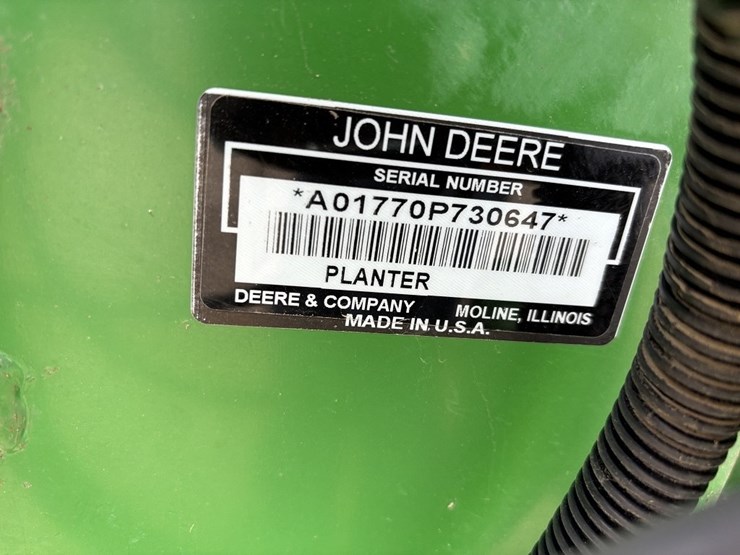 JOHN DEERE
SERIAL NUMBER
*A01770P730647*
PLANTER
DEERE & COMPANY MOLINE, ILLINOIS
MADE IN U.S.A.